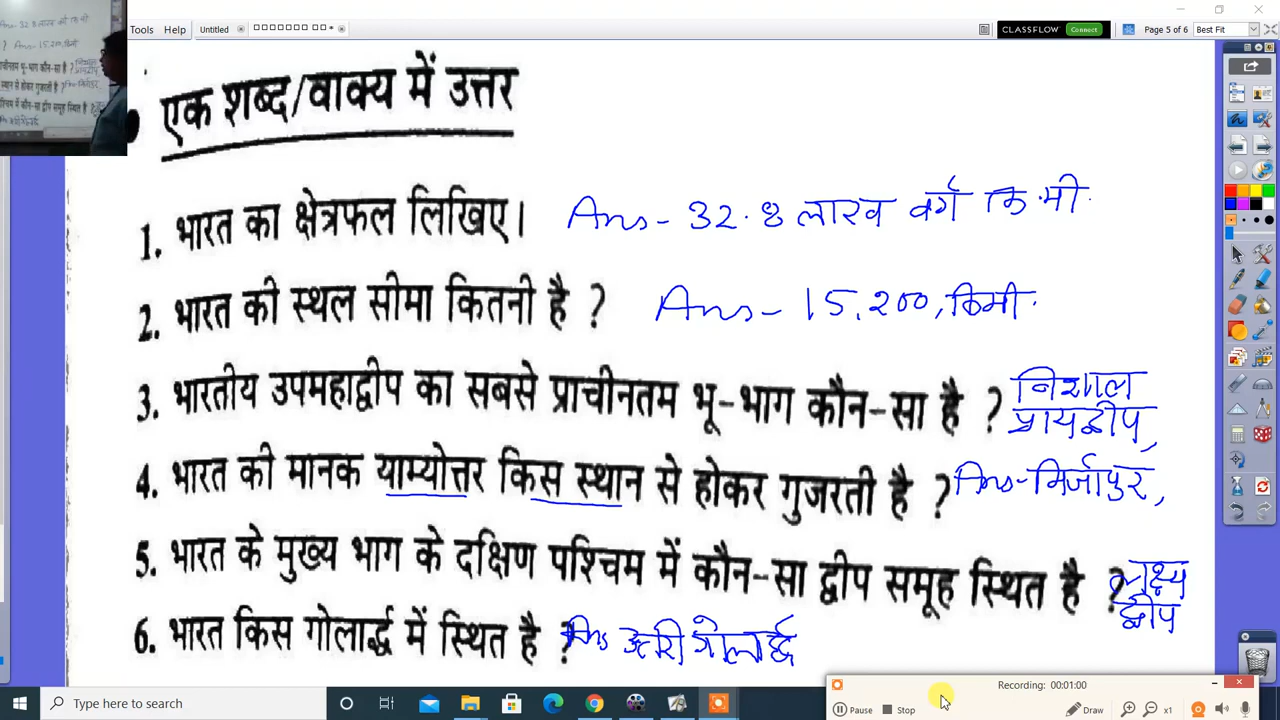 Tools Help Untitled CLASSFLOW Connect Page 5 of 6 Best Fit
एक शब्द/वाक्य में उत्तर
1. भारत का क्षेत्रफल लिखिए। Ans- 32.8 लाख वर्ग कि.मी.
2. भारत की स्थल सीमा कितनी है ? Ans- 15,200, किमी.
3. भारतीय उपमहाद्वीप का सबसे प्राचीनतम भू-भाग कौन-सा है ? विशाल
प्रायद्वीप,
4. भारत की मानक याम्योत्तर किस स्थान से होकर गुजरती है ? Ans- मिर्जापुर,
5. भारत के मुख्य भाग के दक्षिण पश्चिम में कौन-सा द्वीप समूह स्थित है ? लक्ष्य
द्वीप
6. भारत किस गोलार्द्ध में स्थित है ? Ans गोलार्द्ध
Recording: 00:01:00
Pause Stop Draw x1
Type here to search